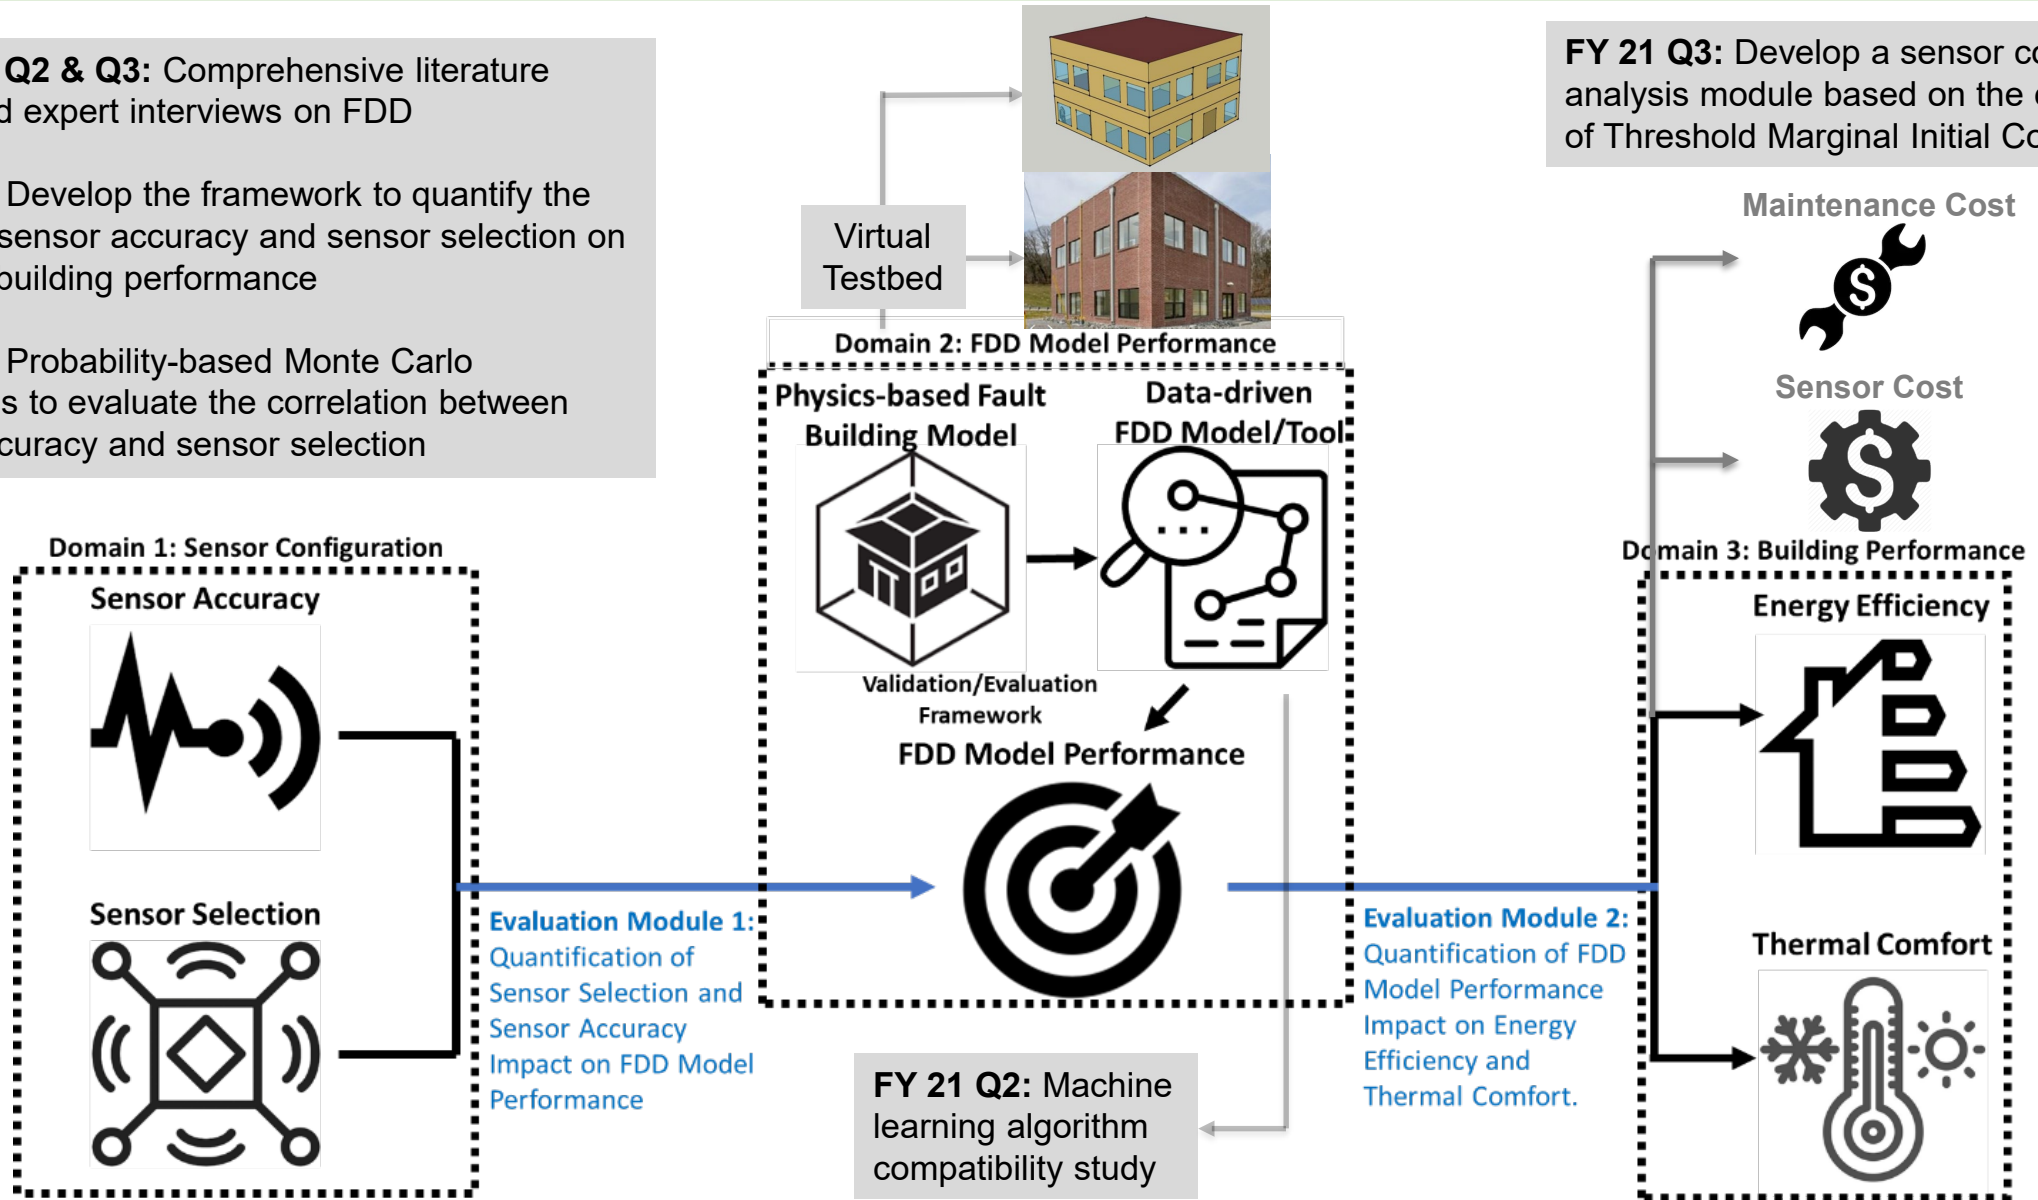 Q2 & Q3: Comprehensive literature
expert interviews on FDD
Develop the framework to quantify the
sensor accuracy and sensor selection on
building performance
Probability-based Monte Carlo
to evaluate the correlation between
and sensor selection
Virtual
Testbed
FY 21 Q3: Develop a sensor
analysis module based on the
of Threshold Marginal Initial
Maintenance Cost
Sensor Cost
Domain 1: Sensor Configuration
Sensor Accuracy
Sensor Selection
Evaluation Module 1:
Quantification of
Sensor Selection and
Sensor Accuracy
Impact on FDD Model
Performance
Domain 2: FDD Model Performance
Physics-based Fault
Building Model
Data-driven
FDD Model/Tool
Validation/Evaluation
Framework
FDD Model Performance
FY 21 Q2: Machine
learning algorithm
compatibility study
Evaluation Module 2:
Quantification of FDD
Model Performance
Impact on Energy
Efficiency and
Thermal Comfort.
Domain 3: Building Performance
Energy Efficiency
Thermal Comfort